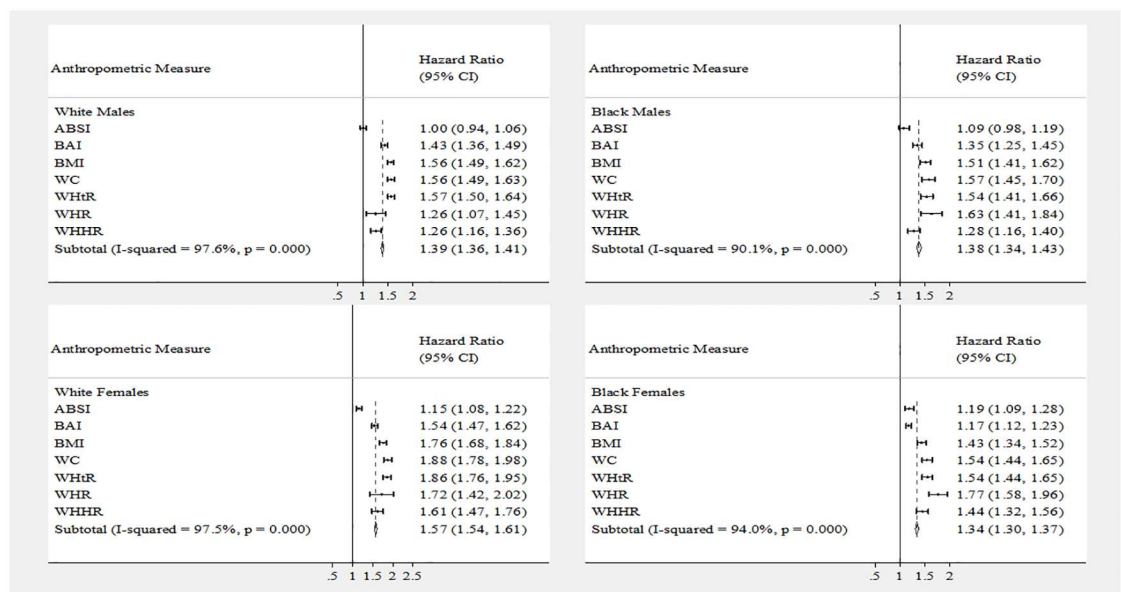 Anthropometric Measure
Hazard Ratio
(95% CI)
White Males
ABSI 1.00 (0.94, 1.06)
BAI 1.43 (1.36, 1.49)
BMI 1.56 (1.49, 1.62)
WC 1.56 (1.49, 1.63)
WHtR 1.57 (1.50, 1.64)
WHR 1.26 (1.07, 1.45)
WHHR 1.26 (1.16, 1.36)
Subtotal (I-squared = 97.6%, p = 0.000) 1.39 (1.36, 1.41)
.5 1 1.5 2
Anthropometric Measure
Hazard Ratio
(95% CI)
Black Males
ABSI 1.09 (0.98, 1.19)
BAI 1.35 (1.25, 1.45)
BMI 1.51 (1.41, 1.62)
WC 1.57 (1.45, 1.70)
WHtR 1.54 (1.41, 1.66)
WHR 1.63 (1.41, 1.84)
WHHR 1.28 (1.16, 1.40)
Subtotal (I-squared = 90.1%, p = 0.000) 1.38 (1.34, 1.43)
.5 1 1.5 2
Anthropometric Measure
Hazard Ratio
(95% CI)
White Females
ABSI 1.15 (1.08, 1.22)
BAI 1.54 (1.47, 1.62)
BMI 1.76 (1.68, 1.84)
WC 1.88 (1.78, 1.98)
WHtR 1.86 (1.76, 1.95)
WHR 1.72 (1.42, 2.02)
WHHR 1.61 (1.47, 1.76)
Subtotal (I-squared = 97.5%, p = 0.000) 1.57 (1.54, 1.61)
.5 1 1.5 2 2.5
Anthropometric Measure
Hazard Ratio
(95% CI)
Black Females
ABSI 1.19 (1.09, 1.28)
BAI 1.17 (1.12, 1.23)
BMI 1.43 (1.34, 1.52)
WC 1.54 (1.44, 1.65)
WHtR 1.54 (1.44, 1.65)
WHR 1.77 (1.58, 1.96)
WHHR 1.44 (1.32, 1.56)
Subtotal (I-squared = 94.0%, p = 0.000) 1.34 (1.30, 1.37)
.5 1 1.5 2